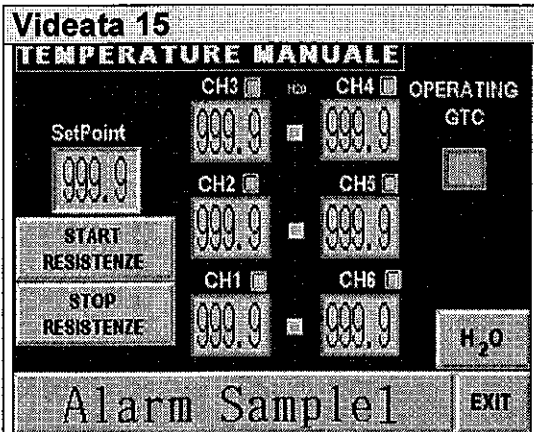 Videata 15
TEMPERATURE MANUALE
CH3 H2O CH4 OPERATING
GTC
SetPoint 999.9 999.9
999.9
CH2 CH5
START
RESISTENZE 999.9 999.9
CH1 CH6
STOP
RESISTENZE 999.9 999.9
H₂O
Alarm Sample1 EXIT